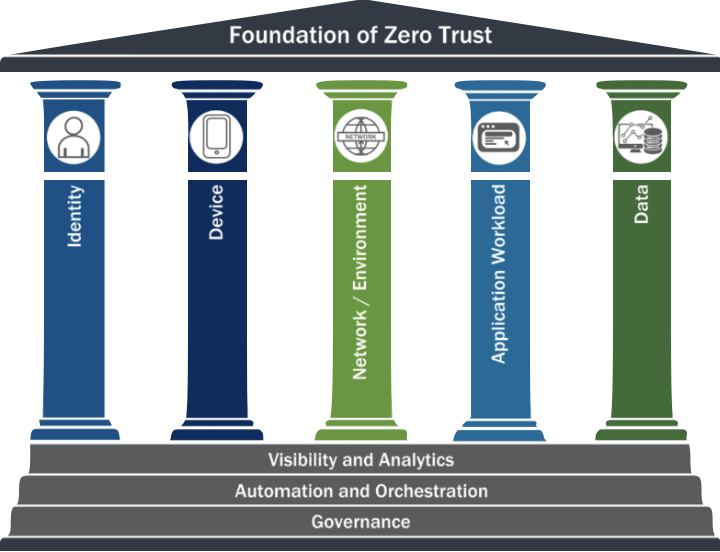 Foundation of Zero Trust
NETWORK
Identity
Device
Network / Environment
Application Workload
Data
Visibility and Analytics
Automation and Orchestration
Governance